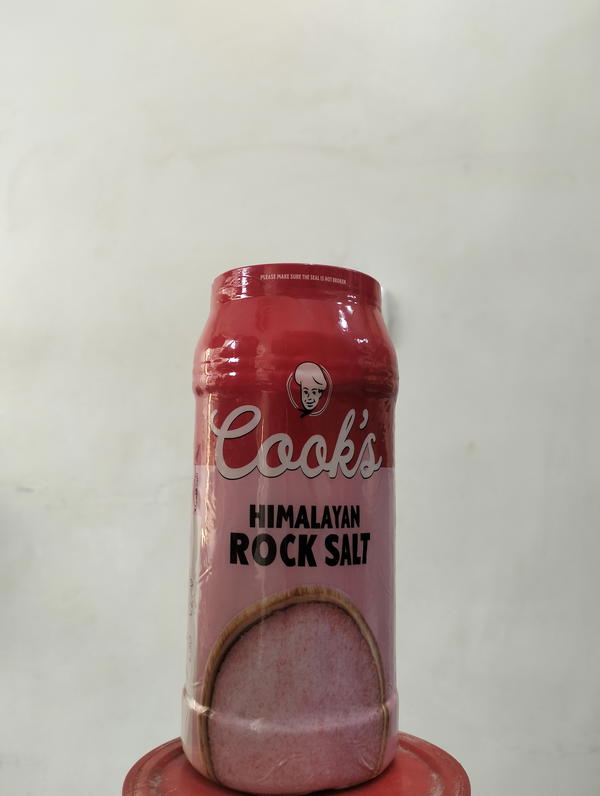 PLEASE MAKE SURE THE SEAL IS NOT BROKEN
Cook's
HIMALAYAN
ROCK SALT